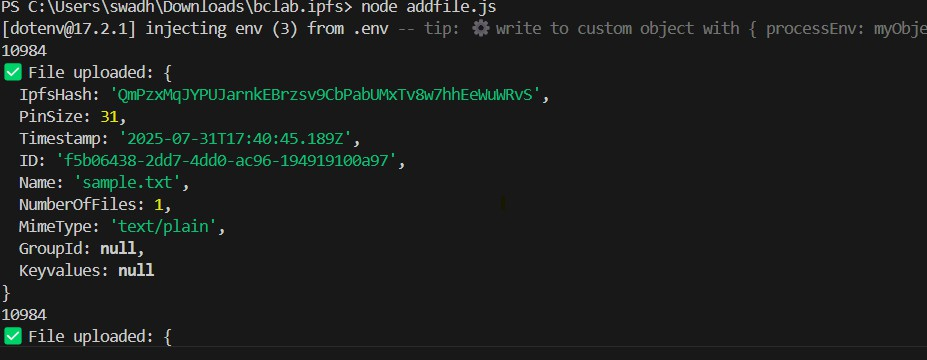 PS C:\Users\swadh\Downloads\bclab.ipfs> node addfile.js
[dotenv@17.2.1] injecting env (3) from .env -- tip: ⚙️ write to custom object with { processEnv: myObje
10984
✅ File uploaded: {
  IpfsHash: 'QmPzxMqJYPUJarnkEBrzsv9CbPabUMxTv8w7hhEeWuWRvS',
  PinSize: 31,
  Timestamp: '2025-07-31T17:40:45.189Z',
  ID: 'f5b06438-2dd7-4dd0-ac96-194919100a97',
  Name: 'sample.txt',
  NumberOfFiles: 1,
  MimeType: 'text/plain',
  GroupId: null,
  Keyvalues: null
}
10984
✅ File uploaded: {